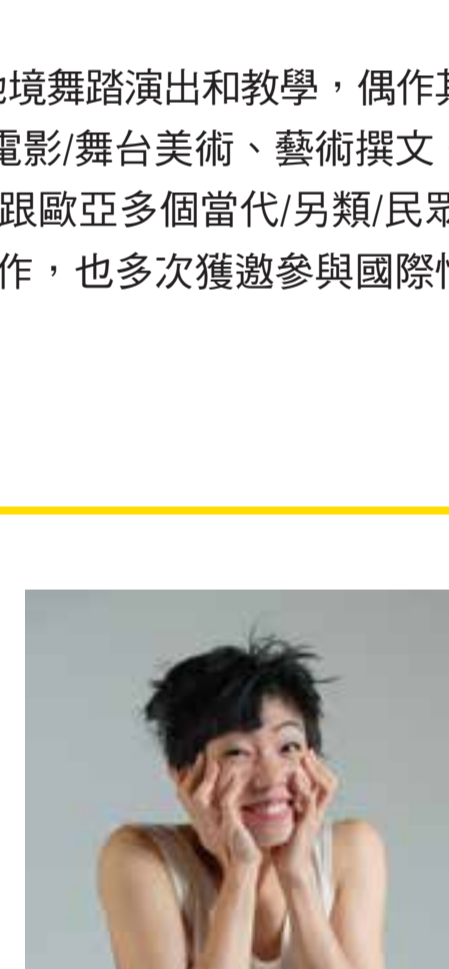 境舞踏演出和教學，偶作
電影/舞台美術、藝術撰文
跟歐亞多個當代/另類/民眾
作，也多次獲邀參與國際